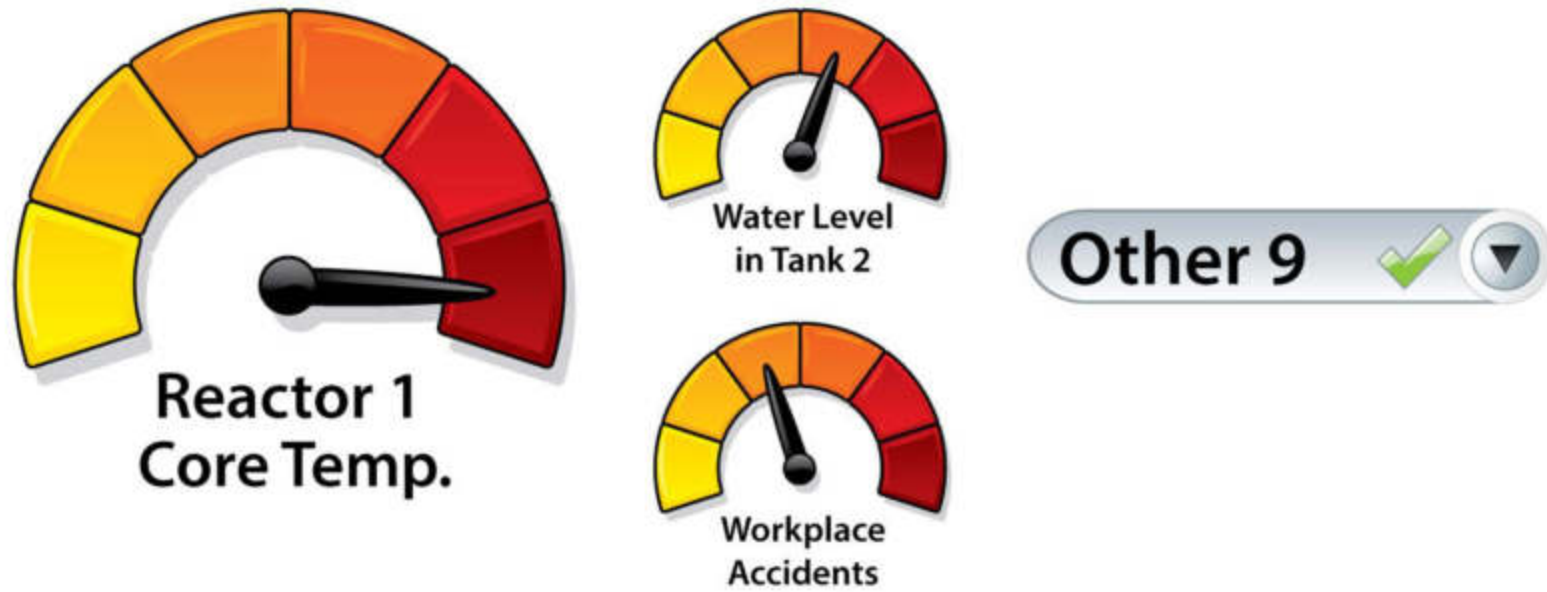 Reactor 1
Core Temp.
Water Level
in Tank 2
Workplace
Accidents
Other 9